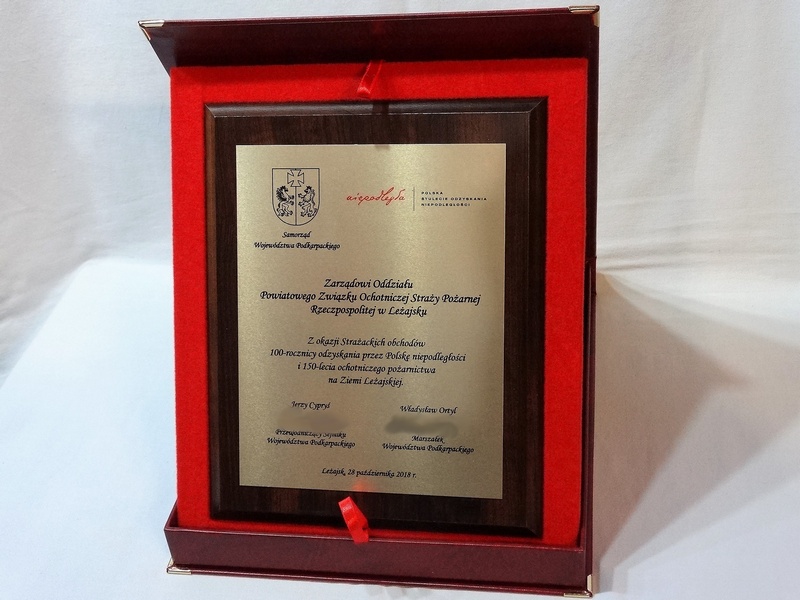 niepodległa
POLSKA
STULECIE ODZYSKANIA
NIEPODLEGŁOŚCI
Samorząd
Województwa Podkarpackiego
Zarządowi Oddziału
Powiatowego Związku Ochotniczej Straży Pożarnej
Rzeczpospolitej w Leżajsku
Z okazji Strażackich obchodów
100-rocznicy odzyskania przez Polskę niepodległości
i 150-lecia ochotniczego pożarnictwa
na Ziemi Leżajskiej.
Jerzy Cypryś
Przewodniczący Sejmiku
Województwa Podkarpackiego
Władysław Ortyl
Marszałek
Województwa Podkarpackiego
Leżajsk, 28 października 2018 r.